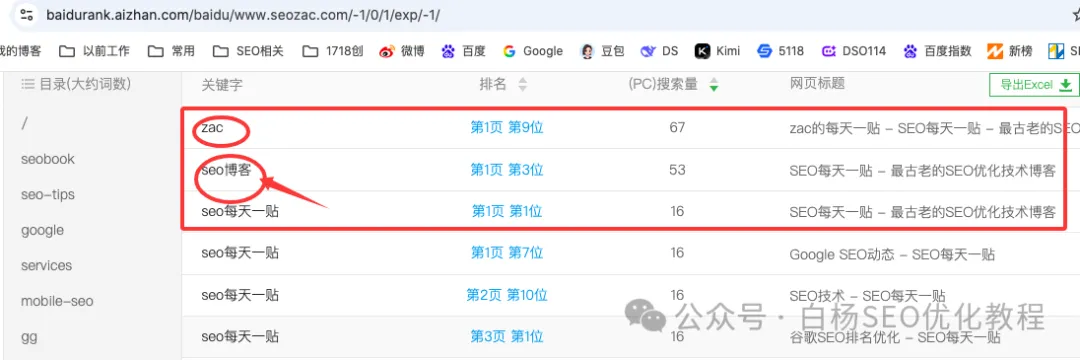 baidurank.aizhan.com/baidu/www.seozac.com/-1/0/1/exp/-1/
我的博客 以前工作 常用 SEO相关 1718创 微博 百度 Google 豆包 DS Kimi 5118 DSO114 百度指数 新榜
目录(大约词数) 关键字 排名 (PC)搜索量 网页标题 导出Excel
/ zac 第1页 第9位 67 zac的每天一贴 – SEO每天一贴 – 最古老的SEO
seobook seo博客 第1页 第3位 53 SEO每天一贴 – 最古老的SEO优化技术博客
seo-tips seo每天一贴 第1页 第1位 16 SEO每天一贴 – 最古老的SEO优化技术博客
google
services seo每天一贴 第1页 第7位 16 Google SEO动态 – SEO每天一贴
mobile-seo seo每天一贴 第2页 第10位 16 SEO技术 – SEO每天一贴
公众号 · 白杨SEO优化教程
gg seo每天一贴 第3页 第1位 16 谷歌SEO排名优化 – SEO每天一贴